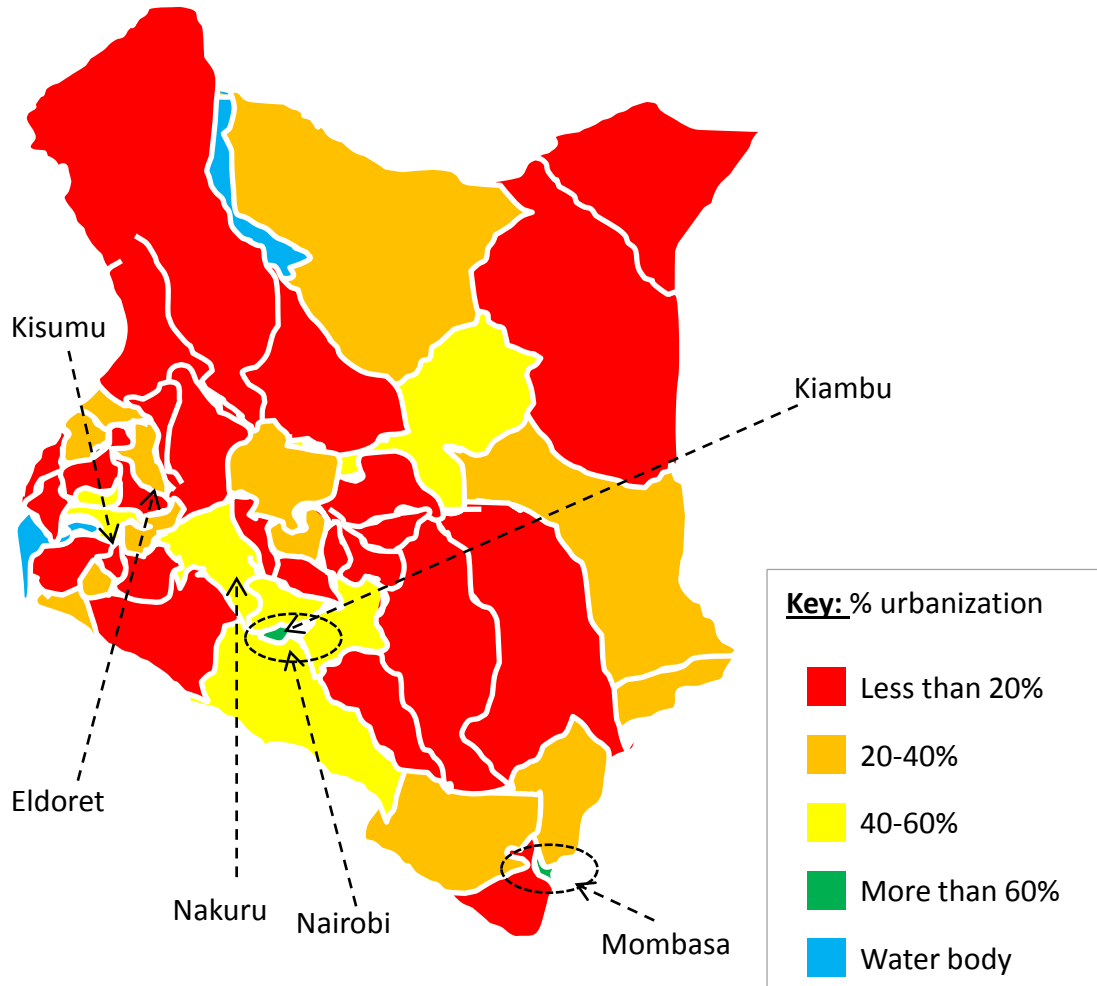 Kisumu
Kiambu
Eldoret
Nakuru
Nairobi
Mombasa
Key: % urbanization
Less than 20%
20-40%
40-60%
More than 60%
Water body